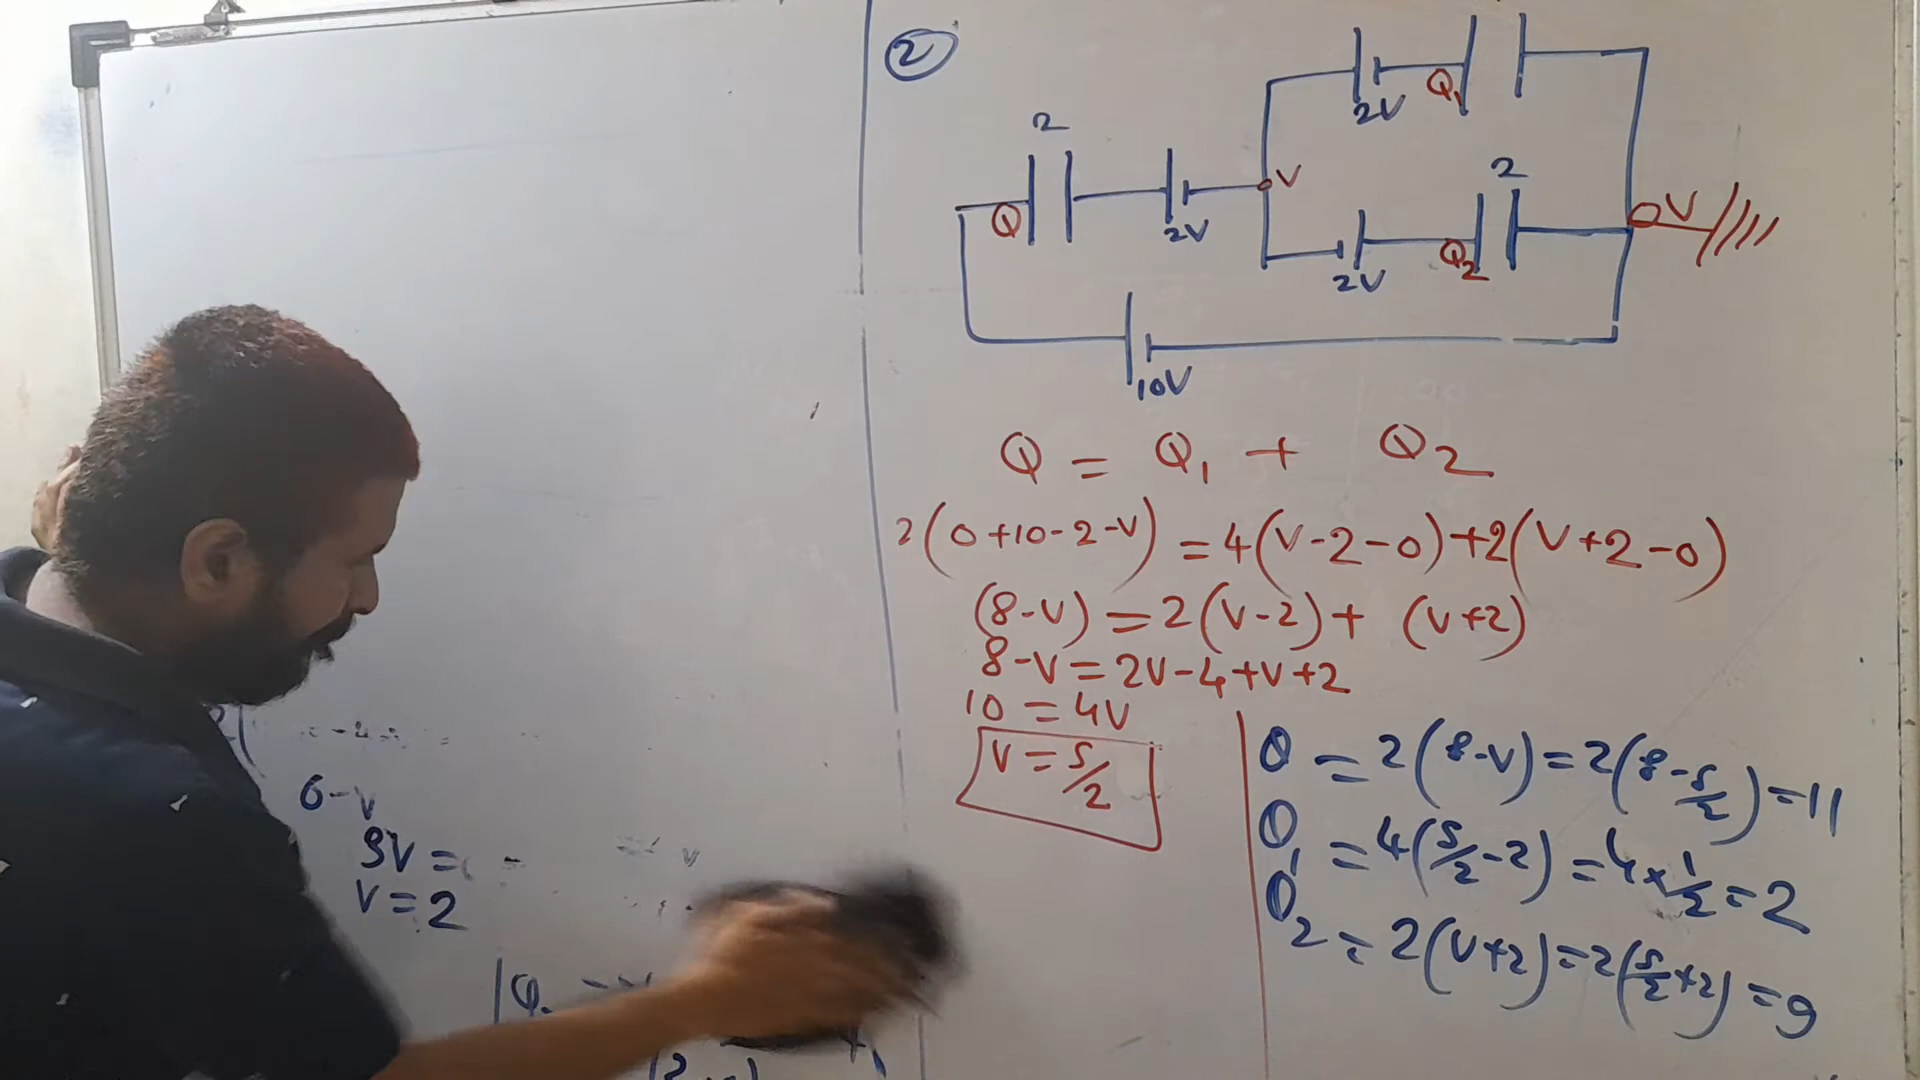 2
2V
Q1
2
2
V
0V
Q
2V
Q2
2V
10V
Q = Q1 + Q2
2(0+10-2-V) = 4(V-2-0)+2(V+2-0)
(8-V) = 2(V-2)+ (V+2)
8-V = 2V-4+V+2
10 = 4V
V = 5/2
Q = 2(8-V) = 2(8-5/2) = 11
Q1 = 4(5/2-2) = 4×1/2 = 2
Q2 = 2(V+2) = 2(5/2+2) = 9
6-V
3V =
V = 2